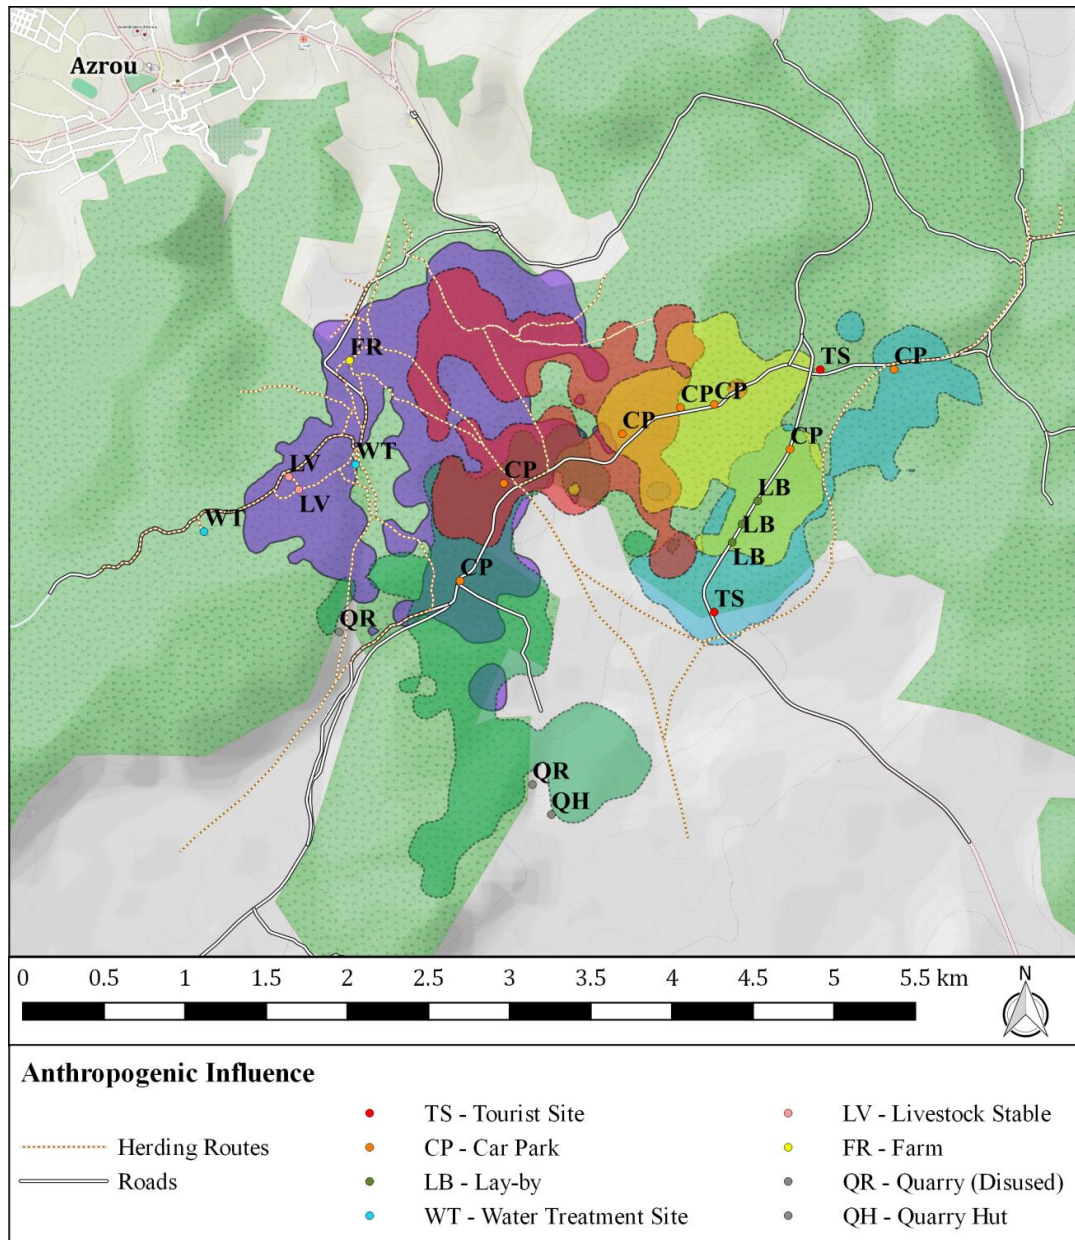 Azrou
FR
TS
CP
CP
CP
CP
CP
WT
LV
CP
LV
LB
WT
LB
LB
CP
TS
QR
QR
QH
0 0.5 1 1.5 2 2.5 3 3.5 4 4.5 5 5.5 km
N
Anthropogenic Influence
Herding Routes
Roads
TS - Tourist Site
CP - Car Park
LB - Lay-by
WT - Water Treatment Site
LV - Livestock Stable
FR - Farm
QR - Quarry (Disused)
QH - Quarry Hut